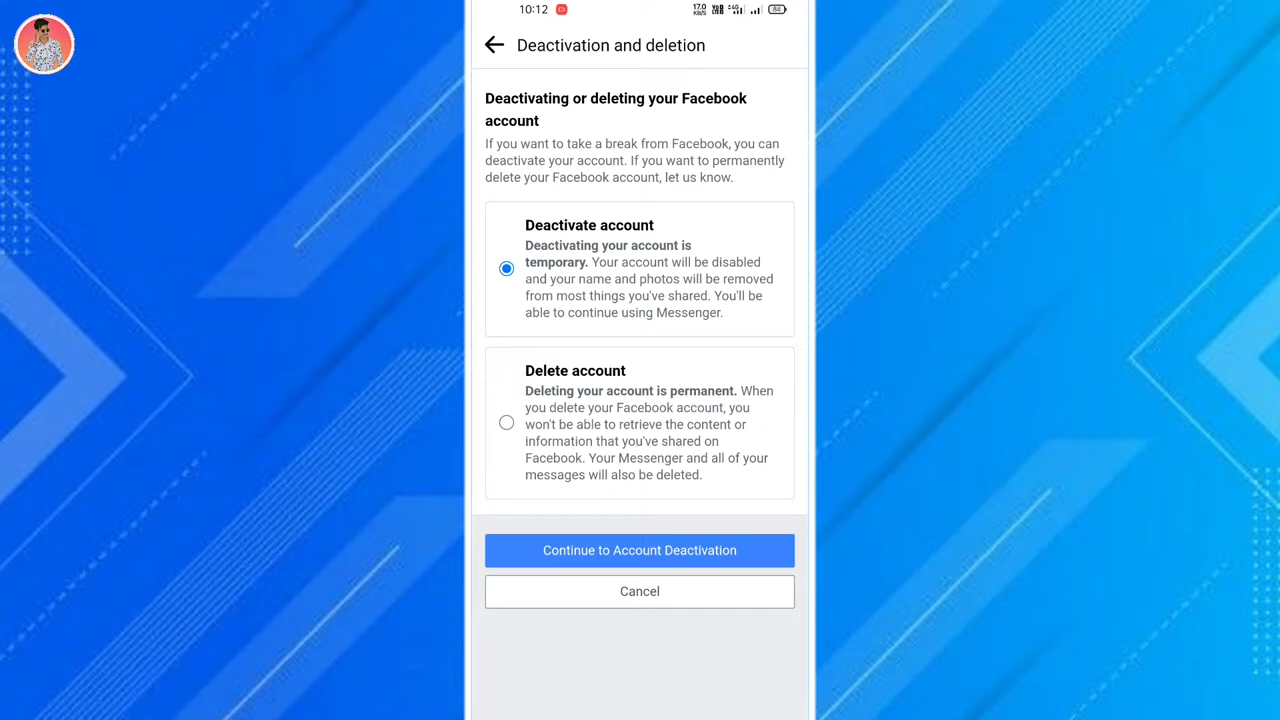 10:12
17.0
KB/S
84
Deactivation and deletion
Deactivating or deleting your Facebook
account
If you want to take a break from Facebook, you can
deactivate your account. If you want to permanently
delete your Facebook account, let us know.
Deactivate account
Deactivating your account is
temporary. Your account will be disabled
and your name and photos will be removed
from most things you've shared. You'll be
able to continue using Messenger.
Delete account
Deleting your account is permanent. When
you delete your Facebook account, you
won't be able to retrieve the content or
information that you've shared on
Facebook. Your Messenger and all of your
messages will also be deleted.
Continue to Account Deactivation
Cancel